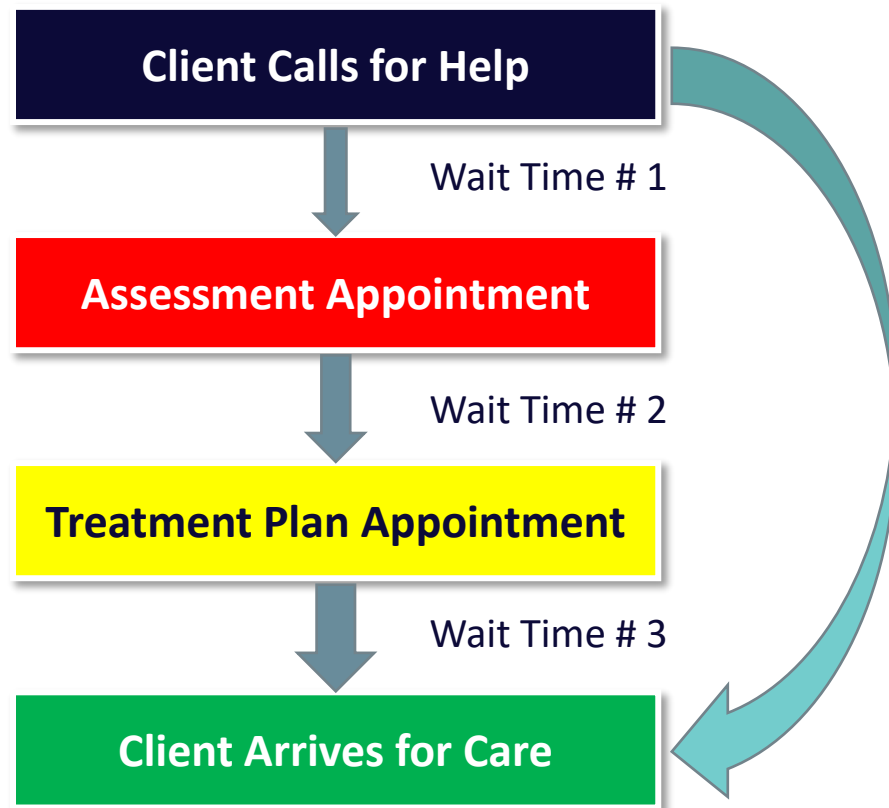 Client Calls for Help
Wait Time # 1
Assessment Appointment
Wait Time # 2
Treatment Plan Appointment
Wait Time # 3
Client Arrives for Care